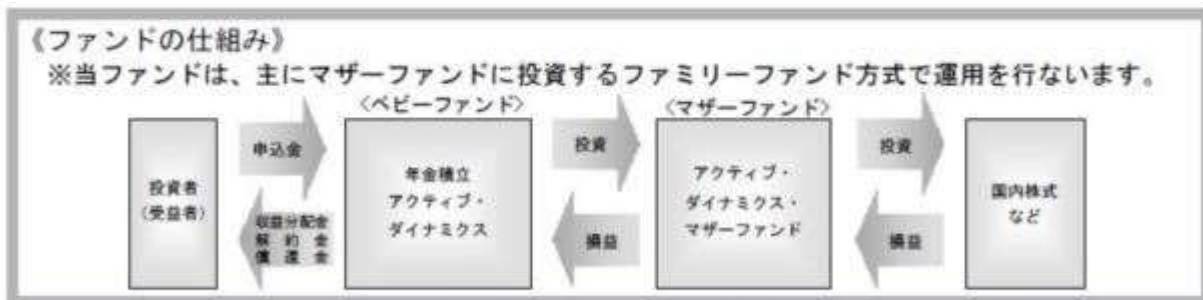 《ファンドの仕組み》
※当ファンドは、主にマザーファンドに投資するファミリーファンド方式で運用を行ないます。
〈ベビーファンド〉
〈マザーファンド〉
投資者
（受益者）
申込金
収益分配金
解約金
償還金
年金積立
アクティブ・
ダイナミクス
投資
損益
アクティブ・
ダイナミクス・
マザーファンド
投資
損益
国内株式
など